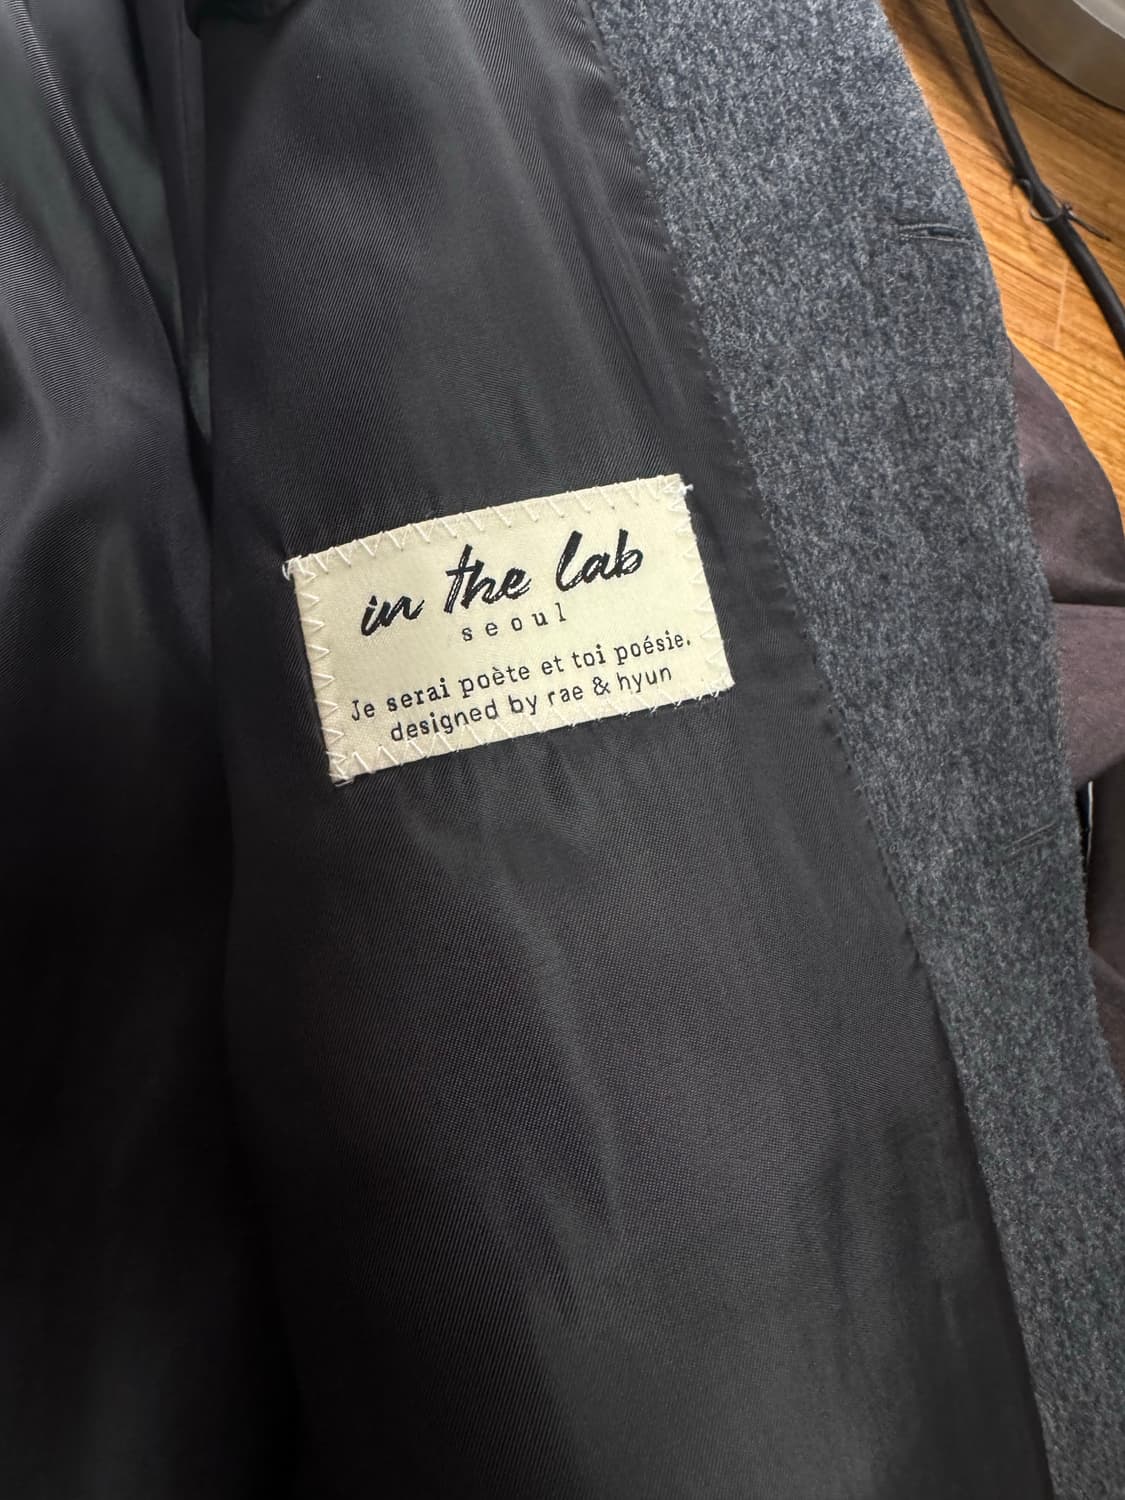 in the lab
seoul
Je serai poète et toi poésie.
designed by rae & hyun